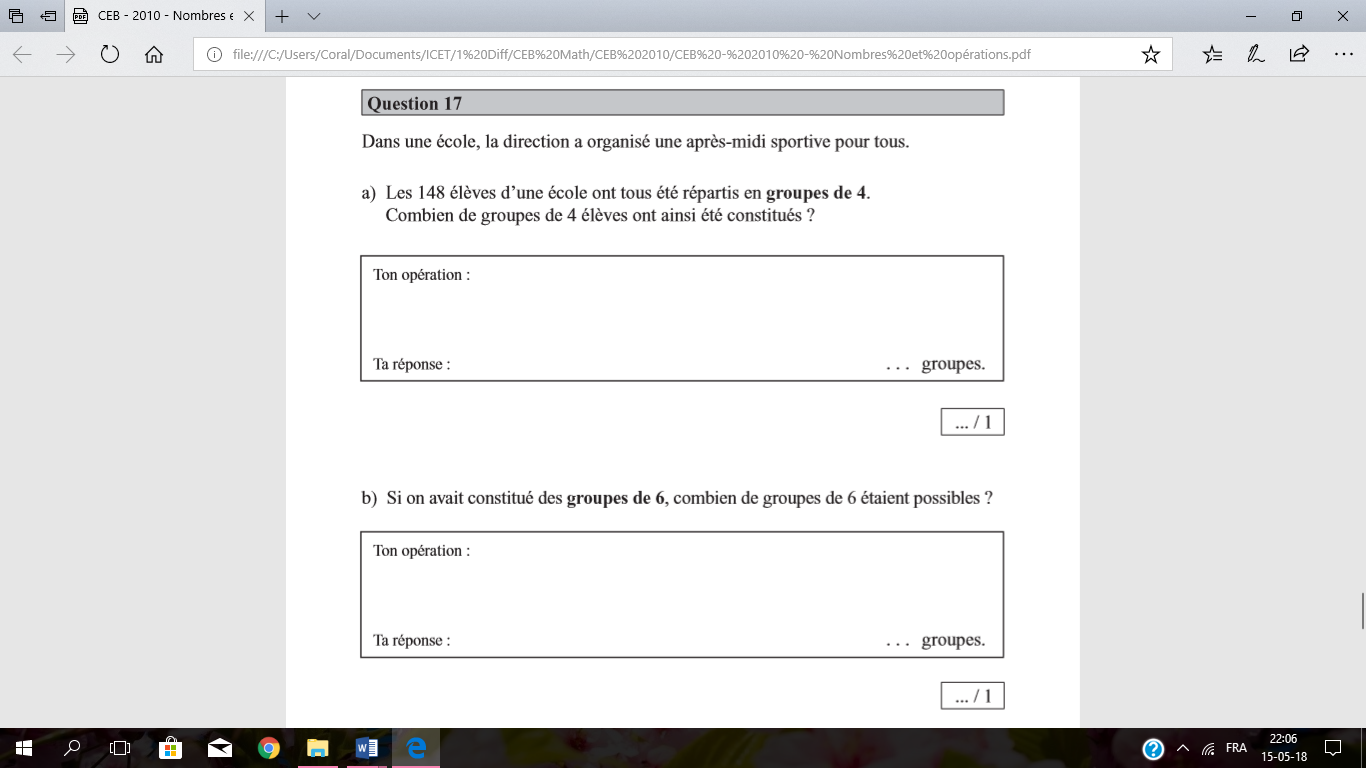 CEB - 2010 - Nombres e
file:///C:/Users/Coral/Documents/ICET/1%20Diff/CEB%20Math/CEB%202010/CEB%20-%202010%20-%20Nombres%20et%20opérations.pdf
Question 17
Dans une école, la direction a organisé une après-midi sportive pour tous.
a) Les 148 élèves d’une école ont tous été répartis en groupes de 4.
Combien de groupes de 4 élèves ont ainsi été constitués ?
Ton opération :
Ta réponse : . . . groupes.
... / 1
b) Si on avait constitué des groupes de 6, combien de groupes de 6 étaient possibles ?
Ton opération :
Ta réponse : . . . groupes.
... / 1
FRA
22:06
15-05-18